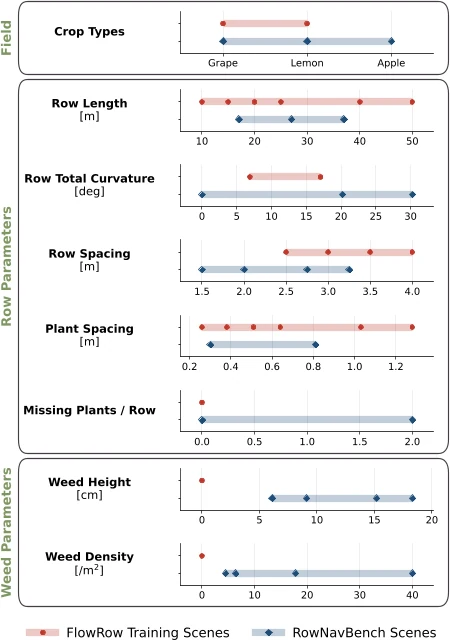 Field
Crop Types
Grape Lemon Apple
Row Parameters
Row Length
[m]
10 20 30 40 50
Row Total Curvature
[deg]
0 5 10 15 20 25 30
Row Spacing
[m]
1.5 2.0 2.5 3.0 3.5 4.0
Plant Spacing
[m]
0.2 0.4 0.6 0.8 1.0 1.2
Missing Plants / Row
0.0 0.5 1.0 1.5 2.0
Weed Parameters
Weed Height
[cm]
0 5 10 15 20
Weed Density
[/m²]
0 10 20 30 40
FlowRow Training Scenes RowNavBench Scenes